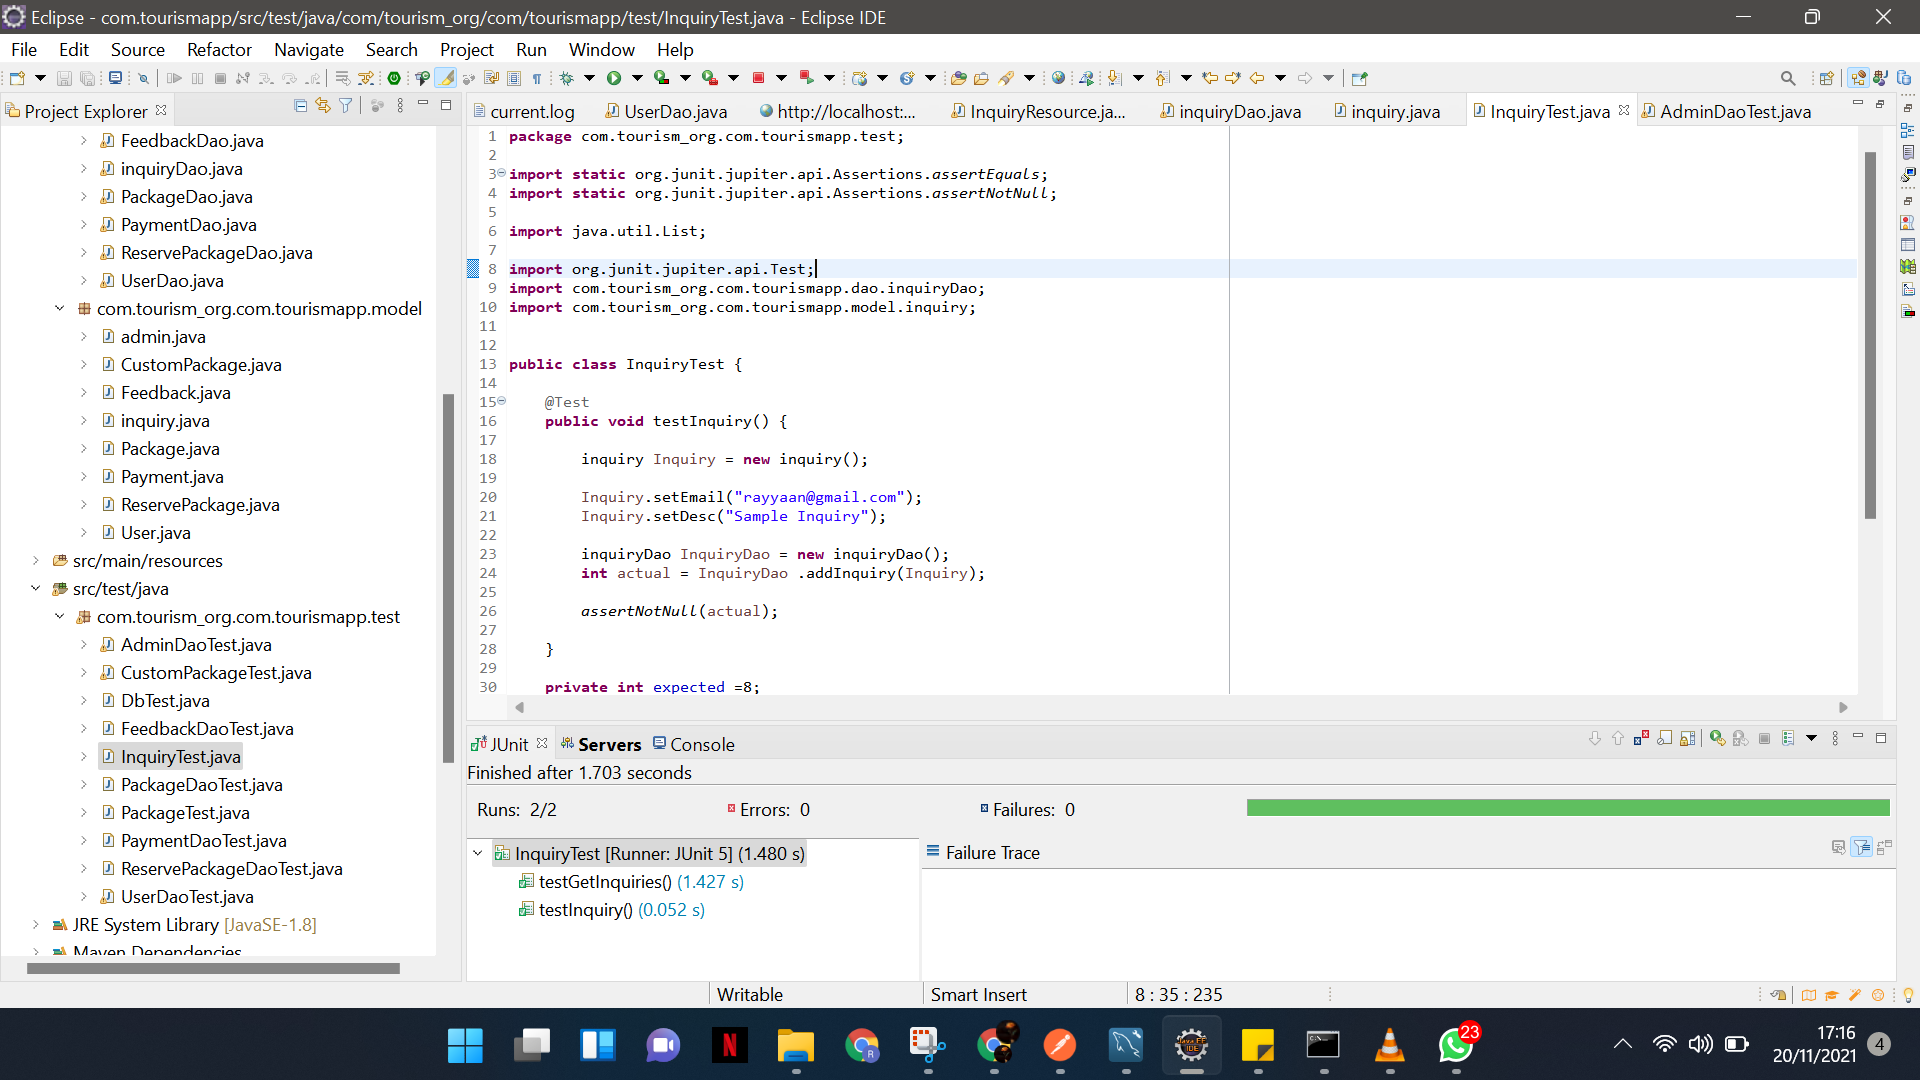 Eclipse - com.tourismapp/src/test/java/com/tourism_org/com/tourismapp/test/InquiryTest.java - Eclipse IDE
File Edit Source Refactor Navigate Search Project Run Window Help
Project Explorer
FeedbackDao.java
inquiryDao.java
PackageDao.java
PaymentDao.java
ReservePackageDao.java
UserDao.java
com.tourism_org.com.tourismapp.model
admin.java
CustomPackage.java
Feedback.java
inquiry.java
Package.java
Payment.java
ReservePackage.java
User.java
src/main/resources
src/test/java
com.tourism_org.com.tourismapp.test
AdminDaoTest.java
CustomPackageTest.java
DbTest.java
FeedbackDaoTest.java
InquiryTest.java
PackageDaoTest.java
PackageTest.java
PaymentDaoTest.java
ReservePackageDaoTest.java
UserDaoTest.java
JRE System Library [JavaSE-1.8]
Maven Dependencies
current.log UserDao.java http://localhost:... InquiryResource.ja... inquiryDao.java inquiry.java InquiryTest.java AdminDaoTest.java
1 package com.tourism_org.com.tourismapp.test;
2
3 import static org.junit.jupiter.api.Assertions.assertEquals;
4 import static org.junit.jupiter.api.Assertions.assertNotNull;
5
6 import java.util.List;
7
8 import org.junit.jupiter.api.Test;
9 import com.tourism_org.com.tourismapp.dao.inquiryDao;
10 import com.tourism_org.com.tourismapp.model.inquiry;
11
12
13 public class InquiryTest {
14
15 @Test
16 public void testInquiry() {
17
18 inquiry Inquiry = new inquiry();
19
20 Inquiry.setEmail("rayyaan@gmail.com");
21 Inquiry.setDesc("Sample Inquiry");
22
23 inquiryDao InquiryDao = new inquiryDao();
24 int actual = InquiryDao .addInquiry(Inquiry);
25
26 assertNotNull(actual);
27
28 }
29
30 private int expected =8;
JUnit Servers Console
Finished after 1.703 seconds
Runs: 2/2 Errors: 0 Failures: 0
InquiryTest [Runner: JUnit 5] (1.480 s)
testGetInquiries() (1.427 s)
testInquiry() (0.052 s)
Failure Trace
Writable Smart Insert 8 : 35 : 235
N
R
Java EE
IDE
23
17:16
20/11/2021
4